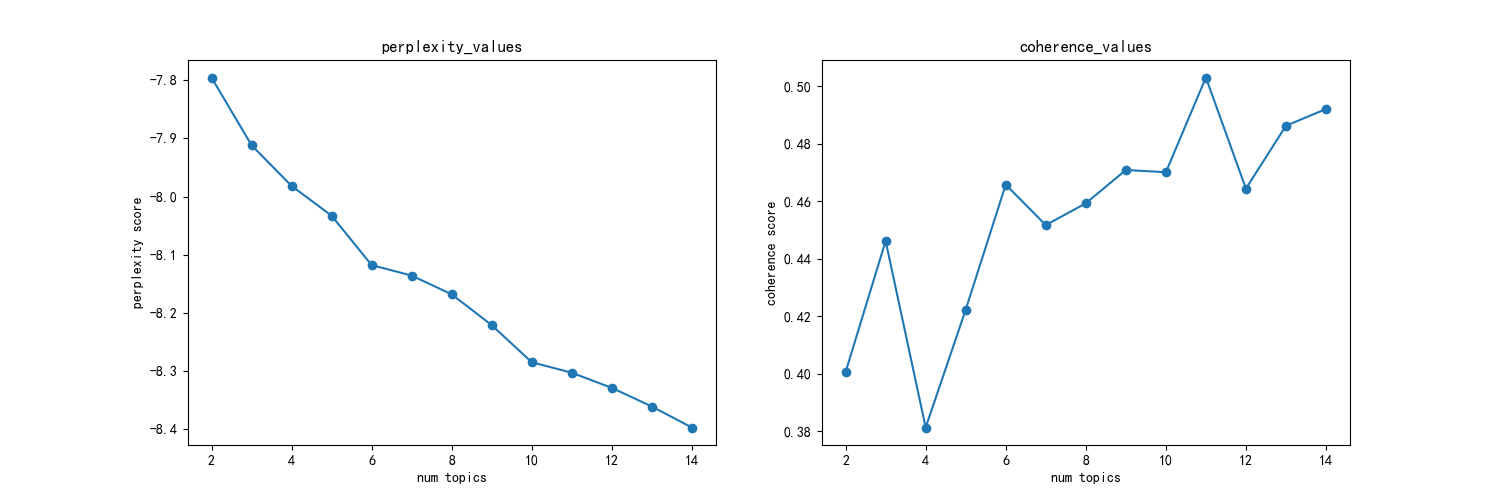 perplexity_values
perplexity score
-7.8
-7.9
-8.0
-8.1
-8.2
-8.3
-8.4
2 4 6 8 10 12 14
num topics
coherence_values
coherence score
0.50
0.48
0.46
0.44
0.42
0.40
0.38
2 4 6 8 10 12 14
num topics